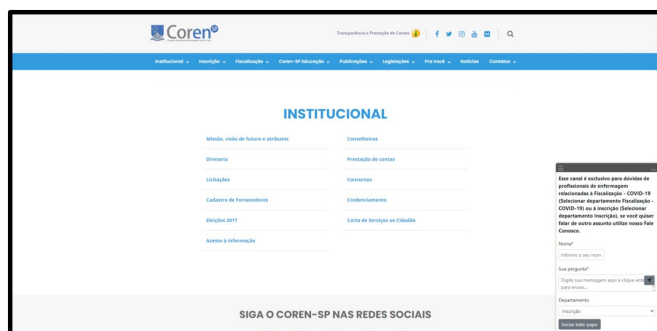 Coren SP
Transparência e Prestação de Contas
Institucional Inscrição Fiscalização Coren-SP Educação Publicações Legislações Pra Você Notícias Contatos
INSTITUCIONAL
Missão, visão de futuro e atributos
Conselheiros
Diretoria
Prestação de contas
Licitações
Concursos
Cadastro de Fornecedores
Credenciamento
Eleições 2017
Carta de Serviços ao Cidadão
Acesso à informação
SIGA O COREN-SP NAS REDES SOCIAIS
Esse canal é exclusivo para dúvidas de
profissionais de enfermagem
relacionadas à Fiscalização - COVID-19
(Selecionar departamento Fiscalização -
COVID-19) ou à inscrição (Selecionar
departamento Inscrição), se você quiser
falar de outro assunto utilize nosso Fale
Conosco.
Nome*
Informe o seu nom
Sua pergunta*
Digite sua mensagem aqui e clique ente
para enviar...
Departamento
Inscrição
Iniciar bate-papo